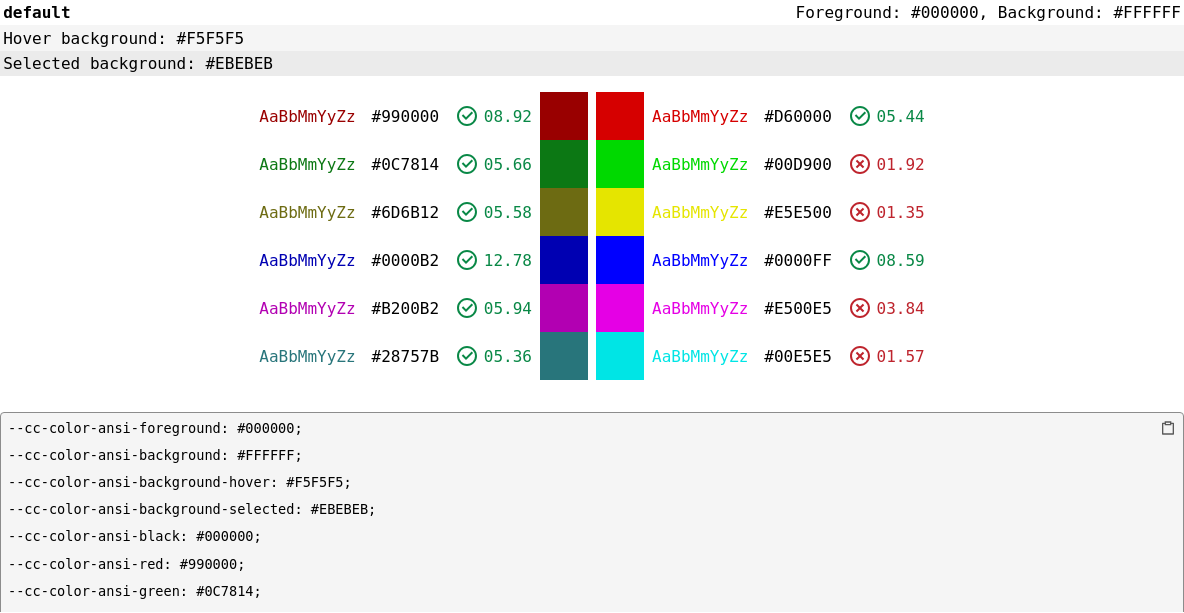 default Foreground: #000000, Background: #FFFFFF
Hover background: #F5F5F5
Selected background: #EBEBEB
AaBbMmYyZz #990000 08.92 AaBbMmYyZz #D60000 05.44
AaBbMmYyZz #0C7814 05.66 AaBbMmYyZz #00D900 01.92
AaBbMmYyZz #6D6B12 05.58 AaBbMmYyZz #E5E500 01.35
AaBbMmYyZz #0000B2 12.78 AaBbMmYyZz #0000FF 08.59
AaBbMmYyZz #B200B2 05.94 AaBbMmYyZz #E500E5 03.84
AaBbMmYyZz #28757B 05.36 AaBbMmYyZz #00E5E5 01.57
--cc-color-ansi-foreground: #000000;
--cc-color-ansi-background: #FFFFFF;
--cc-color-ansi-background-hover: #F5F5F5;
--cc-color-ansi-background-selected: #EBEBEB;
--cc-color-ansi-black: #000000;
--cc-color-ansi-red: #990000;
--cc-color-ansi-green: #0C7814;